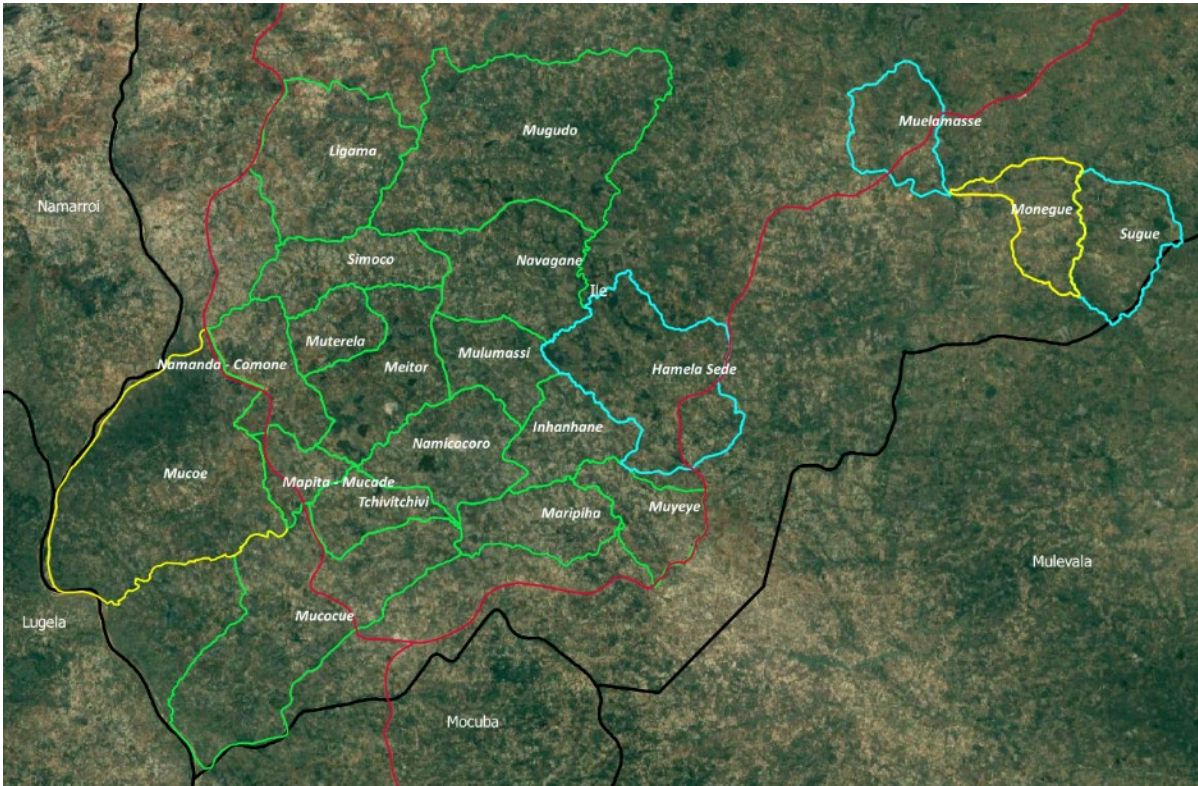 Muelamasse
Mugudo
Ligama
Namarroi
Monegue
Sugue
Simoco
Navagane
Ile
Muterela
Mulumassi
Namanda - Comone
Meitor
Hamela Sede
Inhanhane
Namicocoro
Mucoe
Mapita - Mucade
Tchivitchivi
Muyeye
Maripiha
Mulevala
Mucocue
Lugela
Mocuba